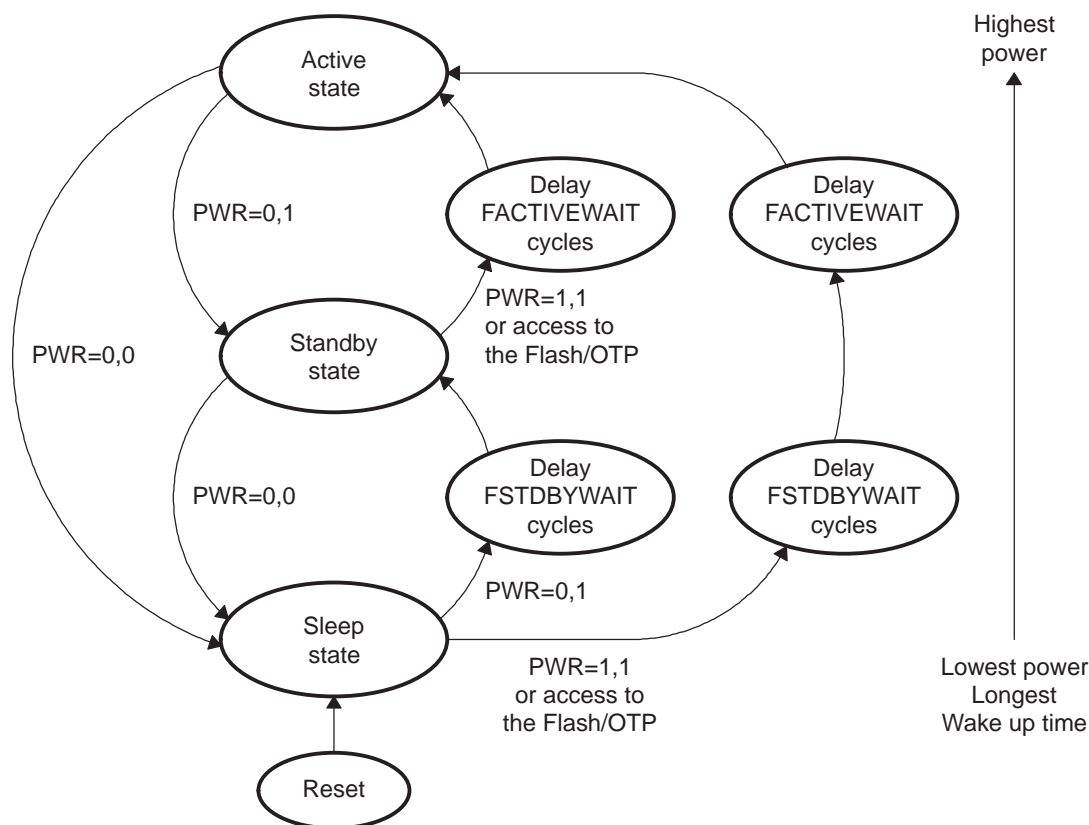 Highest
power
Active
state
Delay
FACTIVEWAIT
cycles
Delay
FACTIVEWAIT
cycles
PWR=0,1
PWR=1,1
or access to
the Flash/OTP
Standby
state
PWR=0,0
Delay
FSTDBYWAIT
cycles
Delay
FSTDBYWAIT
cycles
PWR=0,0
PWR=0,1
Sleep
state
PWR=1,1
or access to
the Flash/OTP
Lowest power
Longest
Wake up time
Reset